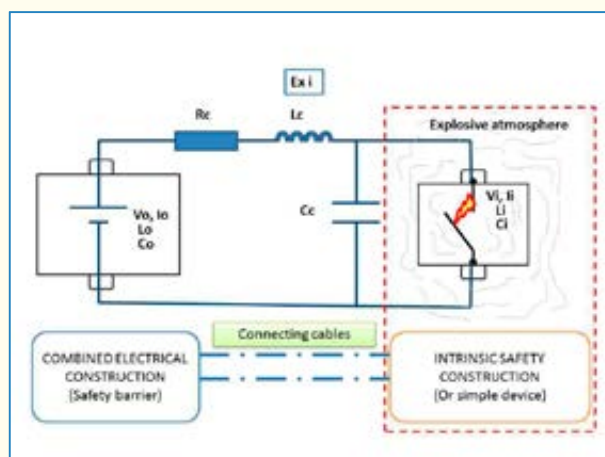 Ex i
Rc
Lc
Explosive atmosphere
Vo, Io
Lo
Co
Cc
Vi, Ii
Li
Ci
Connecting cables
COMBINED ELECTRICAL
CONSTRUCTION
(Safety barrier)
INTRINSIC SAFETY
CONSTRUCTION
(Or simple device)